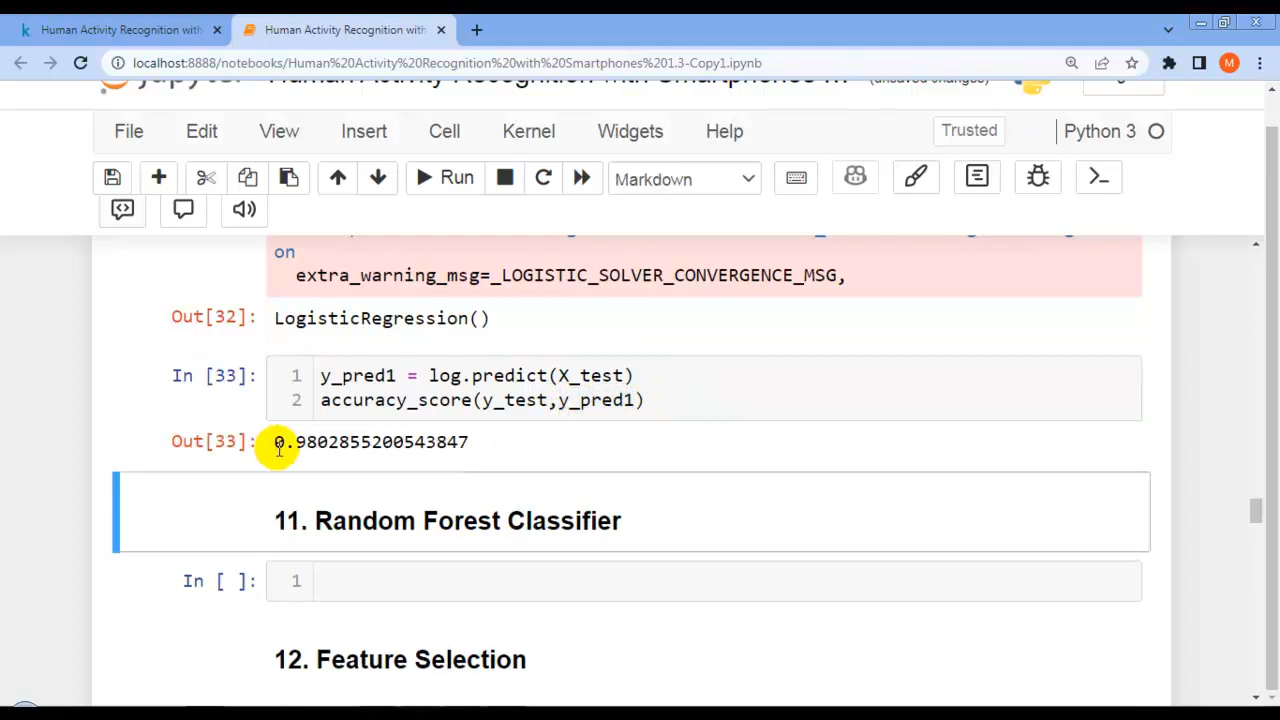 Human Activity Recognition with
Human Activity Recognition with
localhost:8888/notebooks/Human%20Activity%20Recognition%20with%20Smartphones%201.3-Copy1.ipynb
M
File Edit View Insert Cell Kernel Widgets Help
Trusted
Python 3
Run
Markdown
on
extra_warning_msg=_LOGISTIC_SOLVER_CONVERGENCE_MSG,
Out[32]: LogisticRegression()
In [33]: 1 y_pred1 = log.predict(X_test)
2 accuracy_score(y_test,y_pred1)
Out[33]: 0.9802855200543847
11. Random Forest Classifier
In [ ]: 1
12. Feature Selection